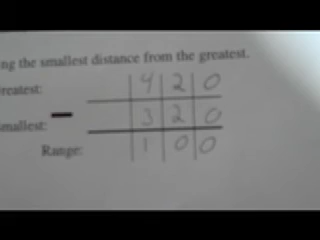 ng the smallest distance from the greatest.
reatest: 4 2 0
mallest: – 3 2 0
Range: 1 0 0